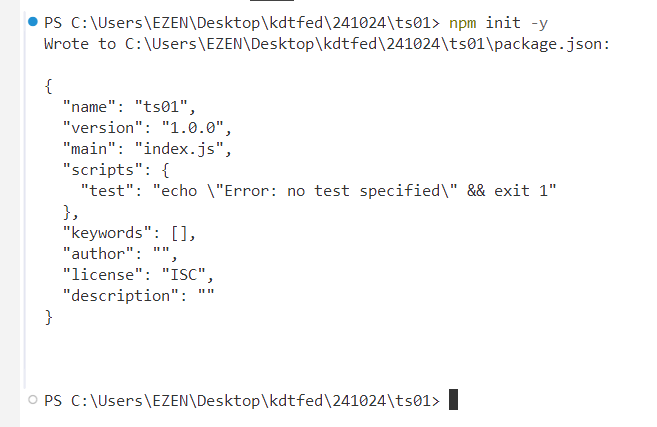 PS C:\Users\EZEN\Desktop\kdtfed\241024\ts01> npm init -y
Wrote to C:\Users\EZEN\Desktop\kdtfed\241024\ts01\package.json:
{
  "name": "ts01",
  "version": "1.0.0",
  "main": "index.js",
  "scripts": {
    "test": "echo \"Error: no test specified\" && exit 1"
  },
  "keywords": [],
  "author": "",
  "license": "ISC",
  "description": ""
}
PS C:\Users\EZEN\Desktop\kdtfed\241024\ts01>